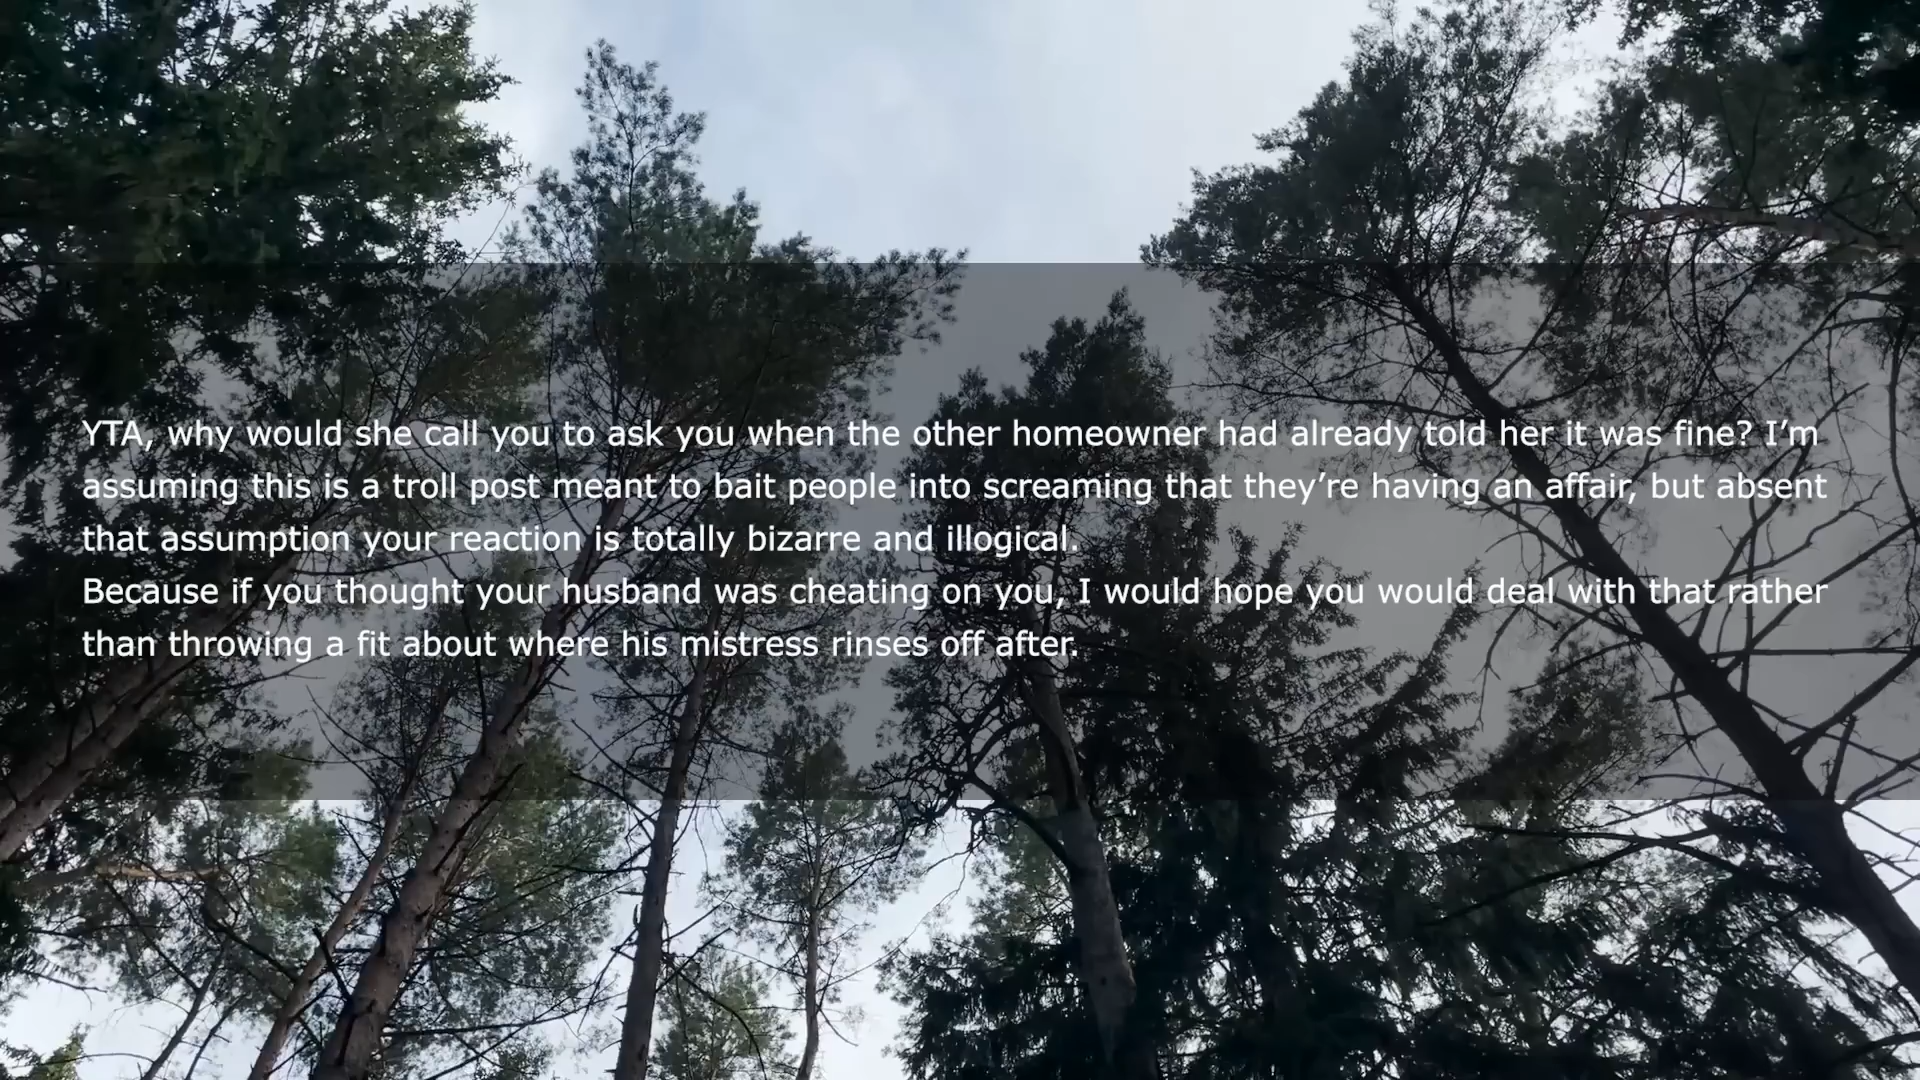 YTA, why would she call you to ask you when the other homeowner had already told her it was fine? I’m
assuming this is a troll post meant to bait people into screaming that they’re having an affair, but absent
that assumption your reaction is totally bizarre and illogical.
Because if you thought your husband was cheating on you, I would hope you would deal with that rather
than throwing a fit about where his mistress rinses off after.